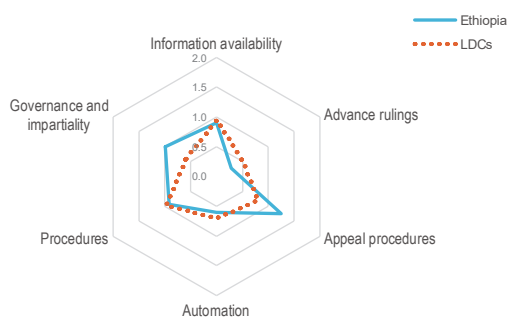 Ethiopia
LDCs
Information availability
2.0
1.5
1.0
0.5
0.0
Governance and
impartiality
Advance rulings
Procedures
Appeal procedures
Automation